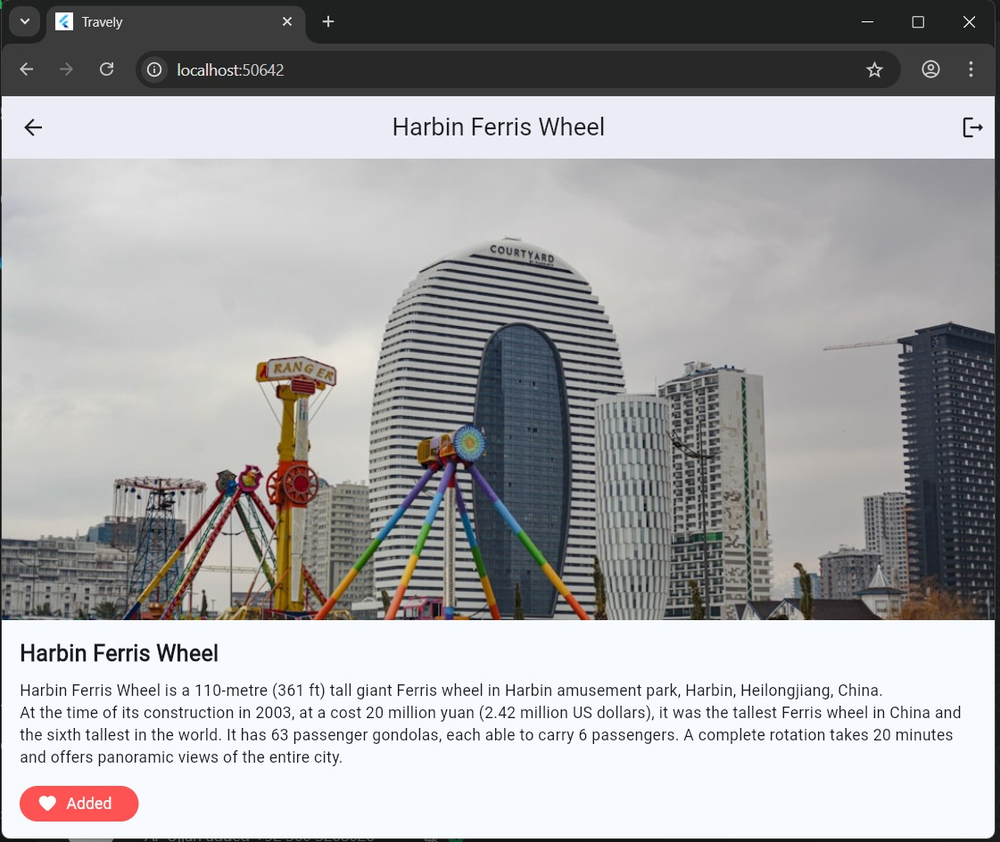 Travely
localhost:50642
Harbin Ferris Wheel
COURTYARD
RANGER
Harbin Ferris Wheel
Harbin Ferris Wheel is a 110-metre (361 ft) tall giant Ferris wheel in Harbin amusement park, Harbin, Heilongjiang, China.
At the time of its construction in 2003, at a cost 20 million yuan (2.42 million US dollars), it was the tallest Ferris wheel in China and
the sixth tallest in the world. It has 63 passenger gondolas, each able to carry 6 passengers. A complete rotation takes 20 minutes
and offers panoramic views of the entire city.
Added